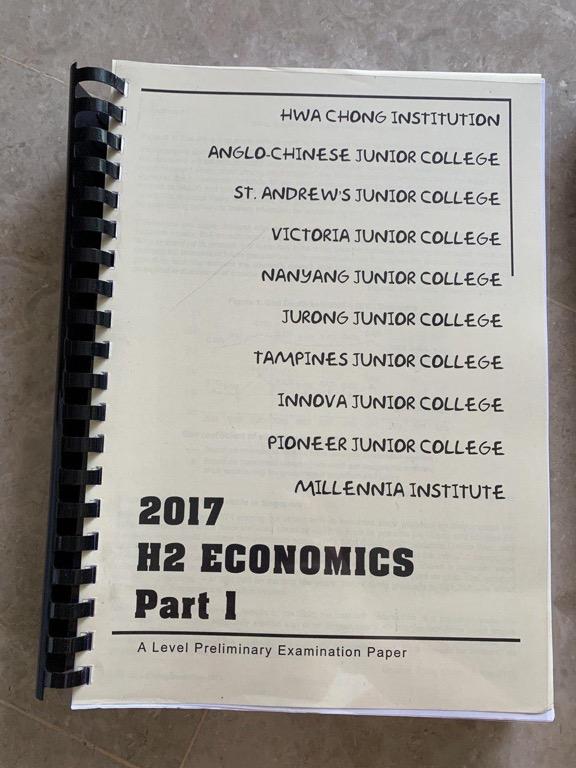 HWA CHONG INSTITUTION
ANGLO-CHINESE JUNIOR COLLEGE
ST. ANDREW'S JUNIOR COLLEGE
VICTORIA JUNIOR COLLEGE
NANYANG JUNIOR COLLEGE
JURONG JUNIOR COLLEGE
TAMPINES JUNIOR COLLEGE
INNOVA JUNIOR COLLEGE
PIONEER JUNIOR COLLEGE
MILLENNIA INSTITUTE
2017
H2 ECONOMICS
Part 1
A Level Preliminary Examination Paper